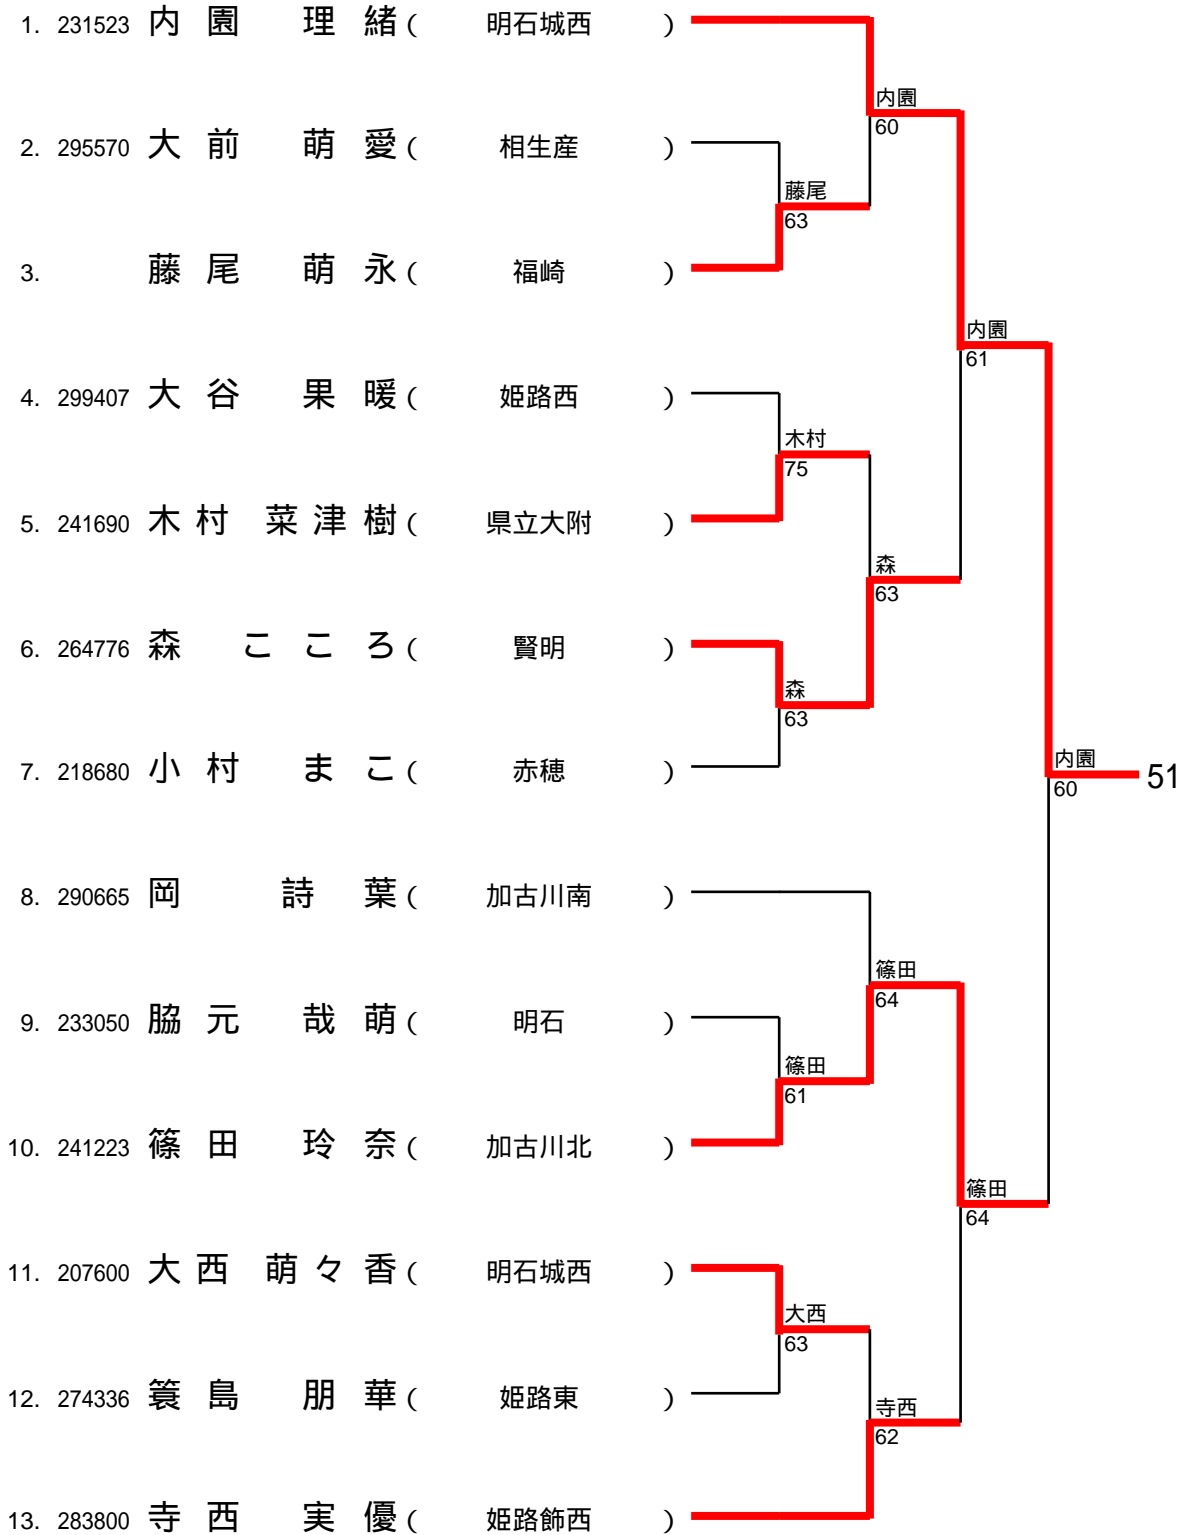 1. 231523 内園 理緒 ( 明石城西 )
内園
60
2. 295570 大前 萌愛 ( 相生産 )
藤尾
63
3. 藤尾 萌永 ( 福崎 )
内園
61
4. 299407 大谷 果暖 ( 姫路西 )
木村
75
5. 241690 木村 菜津樹 ( 県立大附 )
森
63
6. 264776 森 こころ ( 賢明 )
森
63
7. 218680 小村 まこ ( 赤穂 )
内園
60
51
8. 290665 岡 詩葉 ( 加古川南 )
篠田
64
9. 233050 脇元 哉萌 ( 明石 )
篠田
61
10. 241223 篠田 玲奈 ( 加古川北 )
篠田
64
11. 207600 大西 萌々香 ( 明石城西 )
大西
63
12. 274336 簑島 朋華 ( 姫路東 )
寺西
62
13. 283800 寺西 実優 ( 姫路飾西 )